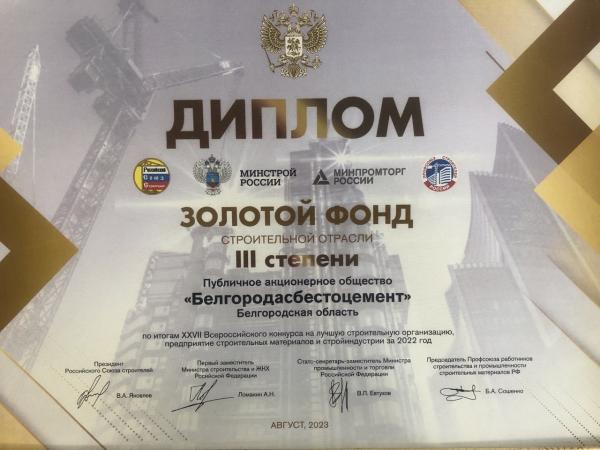 ДИПЛОМ
Российский Союз Строителей
МИНСТРОЙ
РОССИИ
МИНПРОМТОРГ
РОССИИ
ЗОЛОТОЙ ФОНД
СТРОИТЕЛЬНОЙ ОТРАСЛИ
III степени
Публичное акционерное общество
«Белгородасбестоцемент»
Белгородская область
по итогам XXVII Всероссийского конкурса на лучшую строительную организацию,
предприятие строительных материалов и стройиндустрии за 2022 год
Президент
Российского Союза строителей
В.А. Яковлев
Первый заместитель
Министра строительства и ЖКХ
Российской Федерации
Ломакин А.Н.
Статс-секретарь-заместитель Министра
промышленности и торговли
Российской Федерации
В.Л. Евтухов
Председатель Профсоюза работников
строительства и промышленности
строительных материалов РФ
Б.А. Сошенко
АВГУСТ, 2023